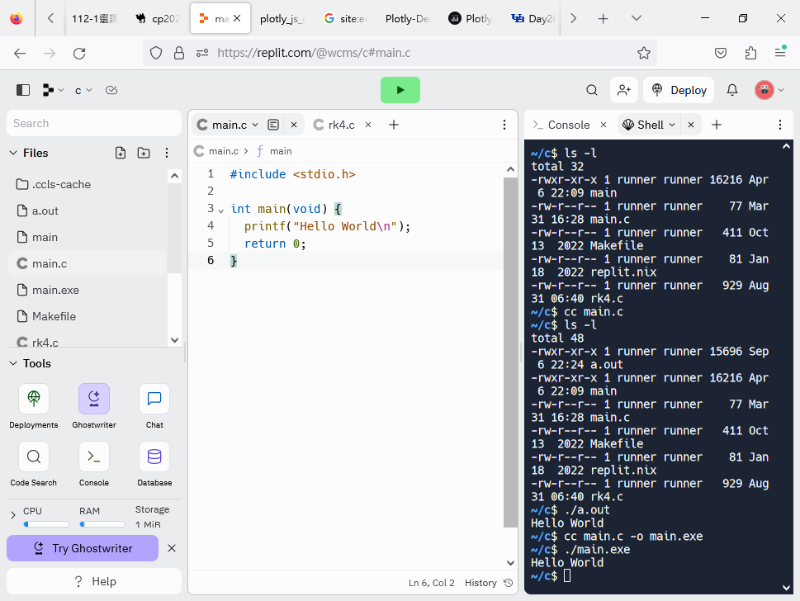 112-1靈
cp202
ma
plotly_js_
site:e
Plotly-De
Plotly
Day2
https://replit.com/@wcms/c#main.c
c
Deploy
Search
Files
.ccls-cache
a.out
main
main.c
main.exe
Makefile
rk4.c
Tools
Deployments
Ghostwriter
Chat
Code Search
Console
Database
CPU
RAM
Storage
1 MiB
Try Ghostwriter
? Help
main.c
rk4.c
main.c > main
1 #include <stdio.h>
2
3 int main(void) {
4 printf("Hello World\n");
5 return 0;
6 }
Ln 6, Col 2 History
Console
Shell
~/c$ ls -l
total 32
-rwxr-xr-x 1 runner runner 16216 Apr
6 22:09 main
-rw-r--r-- 1 runner runner 77 Mar
31 16:28 main.c
-rw-r--r-- 1 runner runner 411 Oct
13 2022 Makefile
-rw-r--r-- 1 runner runner 81 Jan
18 2022 replit.nix
-rw-r--r-- 1 runner runner 929 Aug
31 06:40 rk4.c
~/c$ cc main.c
~/c$ ls -l
total 48
-rwxr-xr-x 1 runner runner 15696 Sep
6 22:24 a.out
-rwxr-xr-x 1 runner runner 16216 Apr
6 22:09 main
-rw-r--r-- 1 runner runner 77 Mar
31 16:28 main.c
-rw-r--r-- 1 runner runner 411 Oct
13 2022 Makefile
-rw-r--r-- 1 runner runner 81 Jan
18 2022 replit.nix
-rw-r--r-- 1 runner runner 929 Aug
31 06:40 rk4.c
~/c$ ./a.out
Hello World
~/c$ cc main.c -o main.exe
~/c$ ./main.exe
Hello World
~/c$